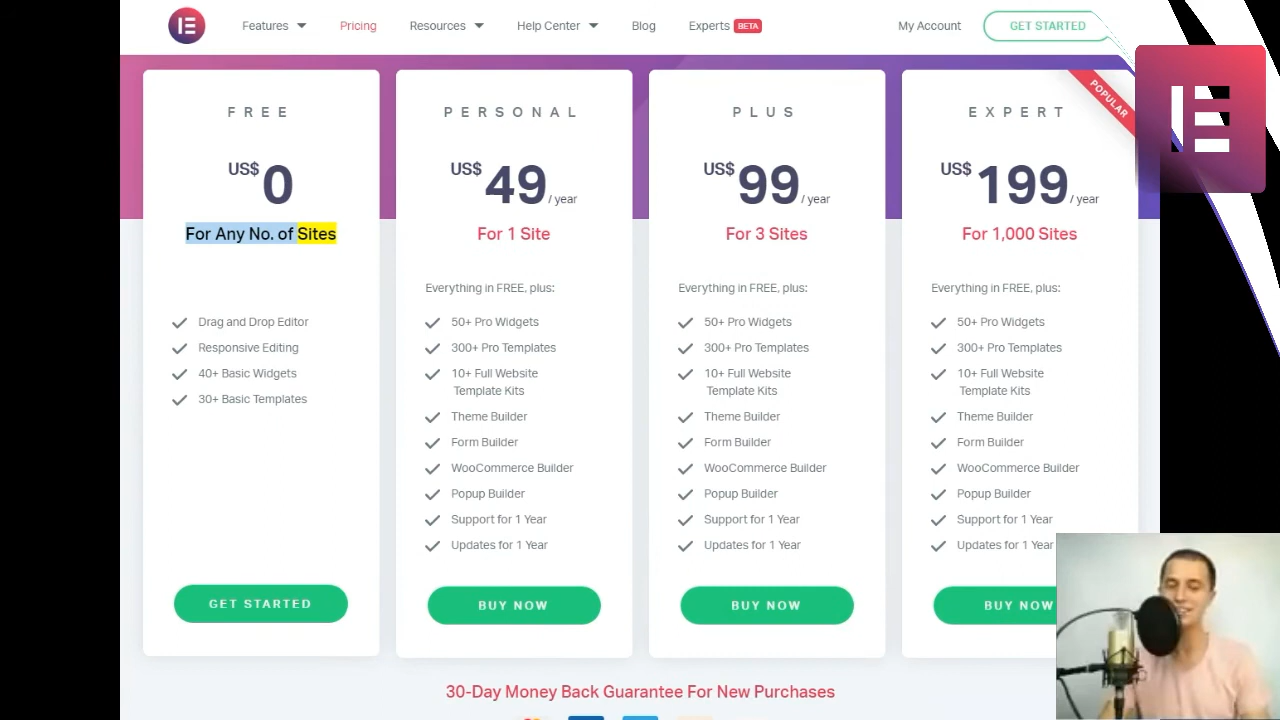 Features
Pricing
Resources
Help Center
Blog
Experts BETA
My Account
GET STARTED
POPULAR
FREE
US$ 0
For Any No. of Sites
Drag and Drop Editor
Responsive Editing
40+ Basic Widgets
30+ Basic Templates
GET STARTED
PERSONAL
US$ 49 / year
For 1 Site
Everything in FREE, plus:
50+ Pro Widgets
300+ Pro Templates
10+ Full Website
Template Kits
Theme Builder
Form Builder
WooCommerce Builder
Popup Builder
Support for 1 Year
Updates for 1 Year
BUY NOW
PLUS
US$ 99 / year
For 3 Sites
Everything in FREE, plus:
50+ Pro Widgets
300+ Pro Templates
10+ Full Website
Template Kits
Theme Builder
Form Builder
WooCommerce Builder
Popup Builder
Support for 1 Year
Updates for 1 Year
BUY NOW
EXPERT
US$ 199 / year
For 1,000 Sites
Everything in FREE, plus:
50+ Pro Widgets
300+ Pro Templates
10+ Full Website
Template Kits
Theme Builder
Form Builder
WooCommerce Builder
Popup Builder
Support for 1 Year
Updates for 1 Year
BUY NOW
30-Day Money Back Guarantee For New Purchases